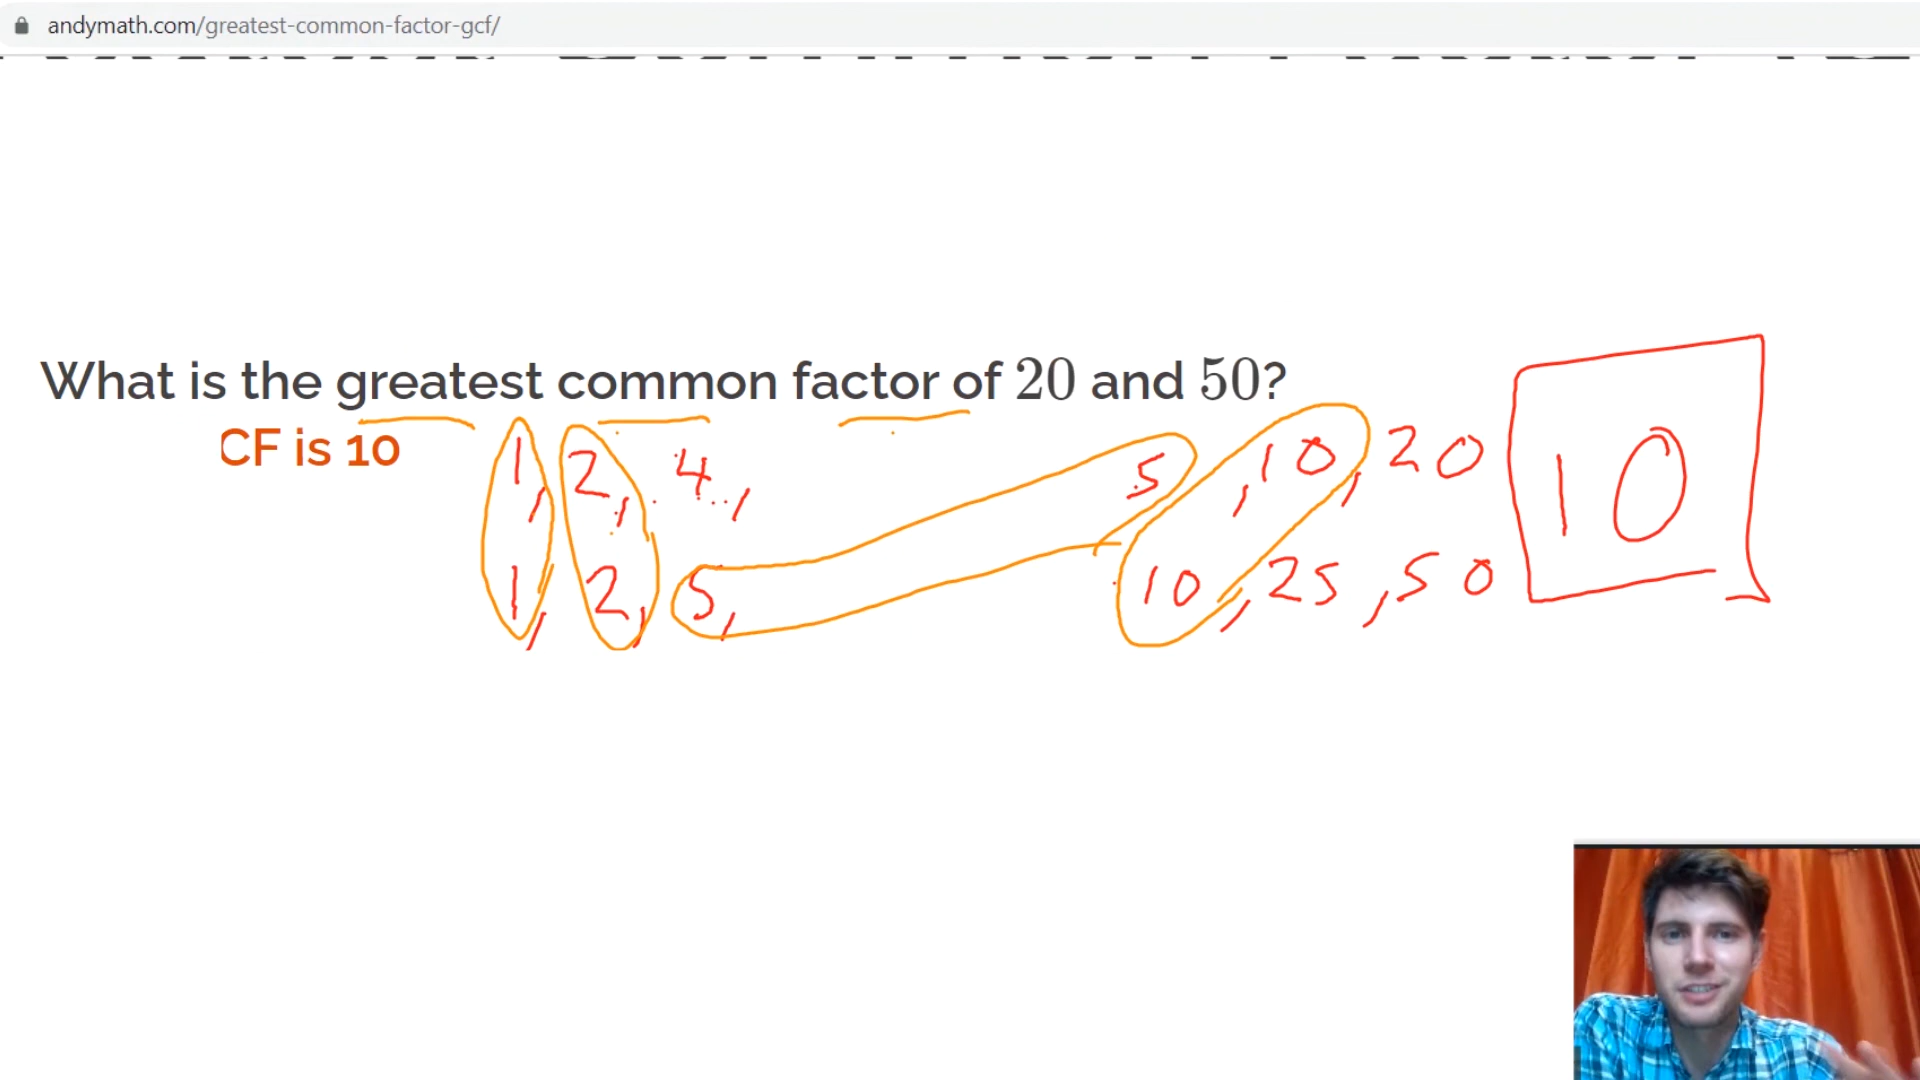 andymath.com/greatest-common-factor-gcf/
What is the greatest common factor of 20 and 50?
CF is 10
1, 2, 4, 5, 10, 20
1, 2, 5, 10, 25, 50
10